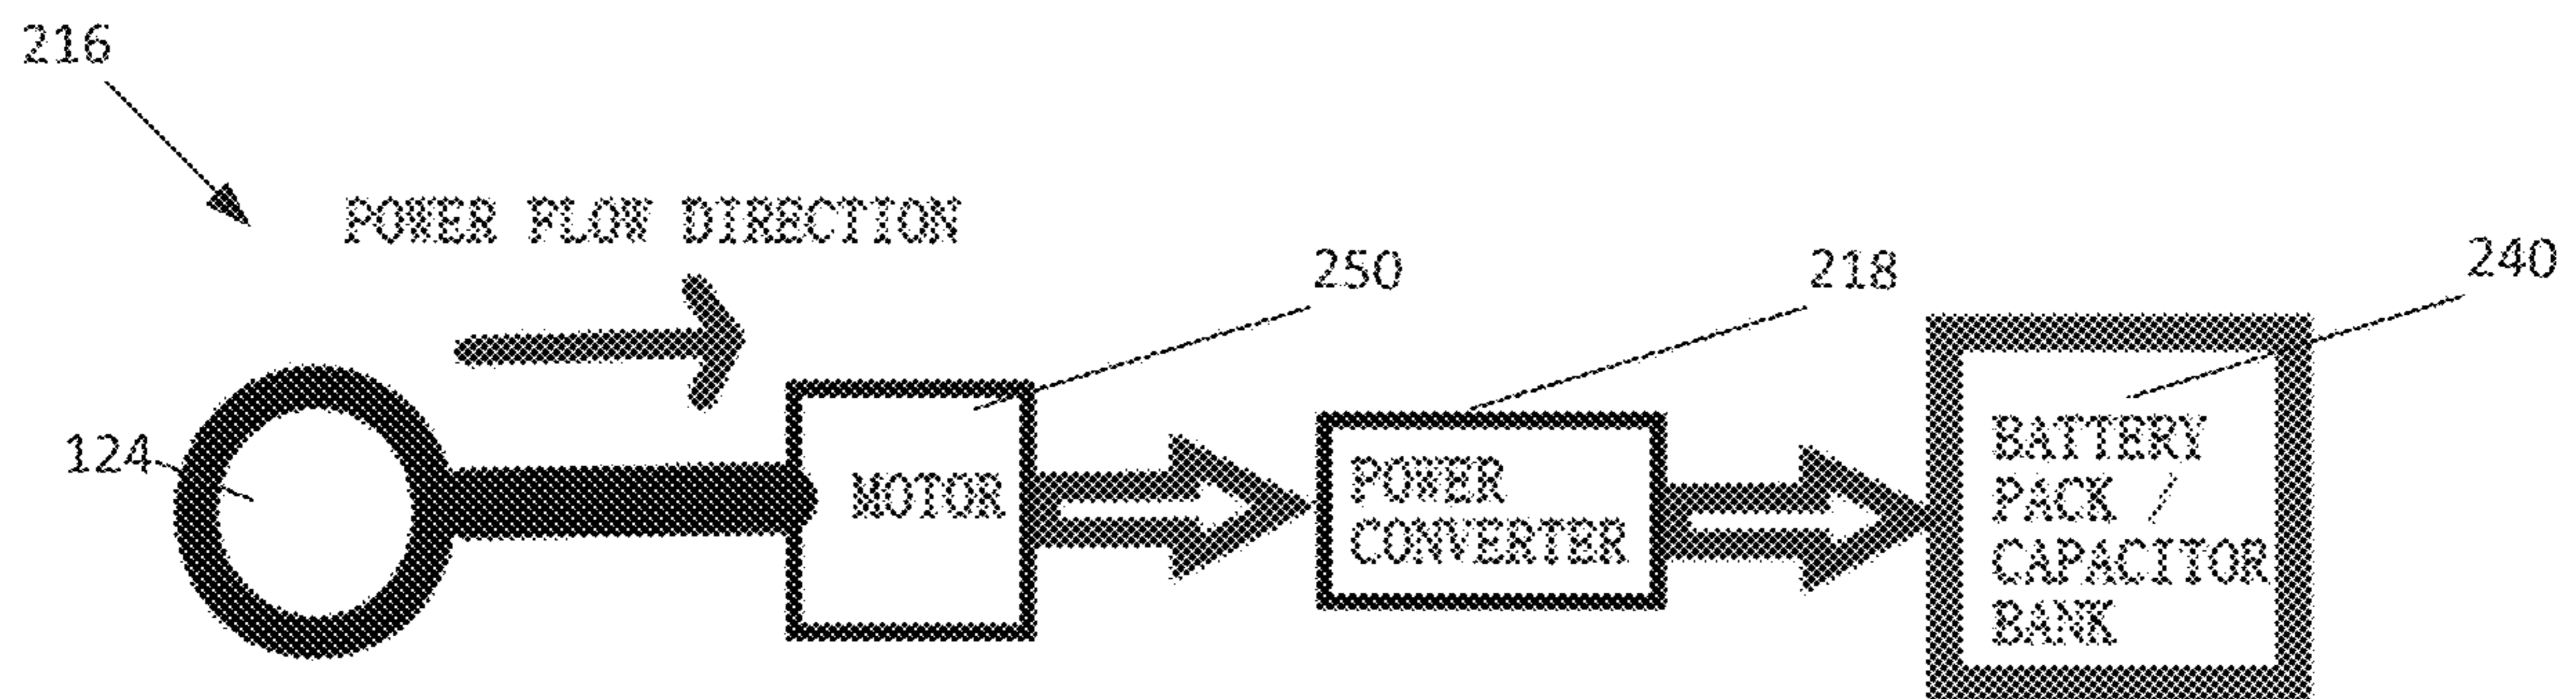 216
POWER FLOW DIRECTION
250
218
240
124
MOTOR
POWER
CONVERTER
BATTERY
PACK /
CAPACITOR
BANK